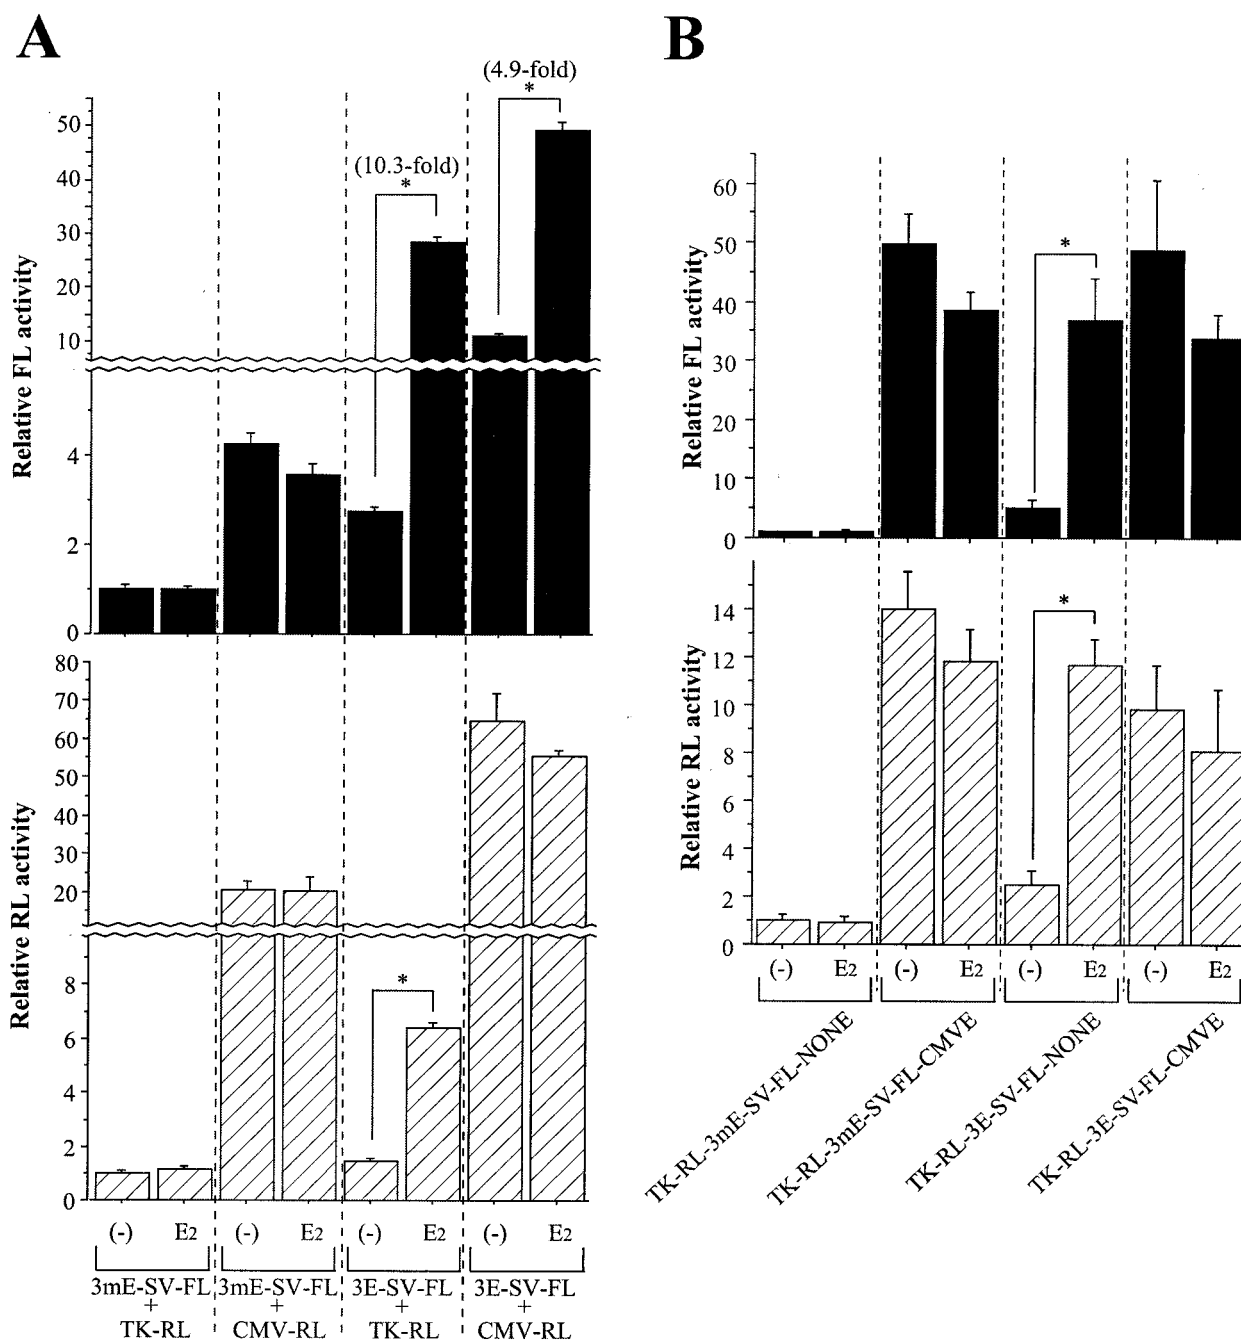 A
(4.9-fold)
*
(10.3-fold)
*
50
40
30
20
10
4
2
0
Relative FL activity
80
70
60
50
40
30
20
8
6
4
2
0
Relative RL activity
*
(-) E2 (-) E2 (-) E2 (-) E2
3mE-SV-FL 3mE-SV-FL 3E-SV-FL 3E-SV-FL
+ + + +
TK-RL CMV-RL TK-RL CMV-RL
B
60
50
40
30
20
10
0
Relative FL activity
*
14
12
10
8
6
4
2
0
Relative RL activity
*
(-) E2 (-) E2 (-) E2 (-) E2
TK-RL-3mE-SV-FL-NONE
TK-RL-3mE-SV-FL-CMVE
TK-RL-3E-SV-FL-NONE
TK-RL-3E-SV-FL-CMVE